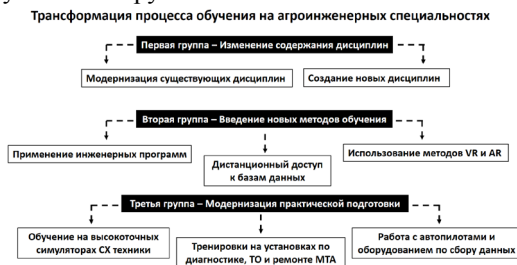 Трансформация процесса обучения на агроинженерных специальностях
Первая группа – Изменение содержания дисциплин
Модернизация существующих дисциплин
Создание новых дисциплин
Вторая группа – Введение новых методов обучения
Применение инженерных программ
Дистанционный доступ
к базам данных
Использование методов VR и AR
Третья группа – Модернизация практической подготовки
Обучение на высокоточных
симуляторах СХ техники
Тренировки на установках по
диагностике, ТО и ремонте МТА
Работа с автопилотами и
оборудованием по сбору данных